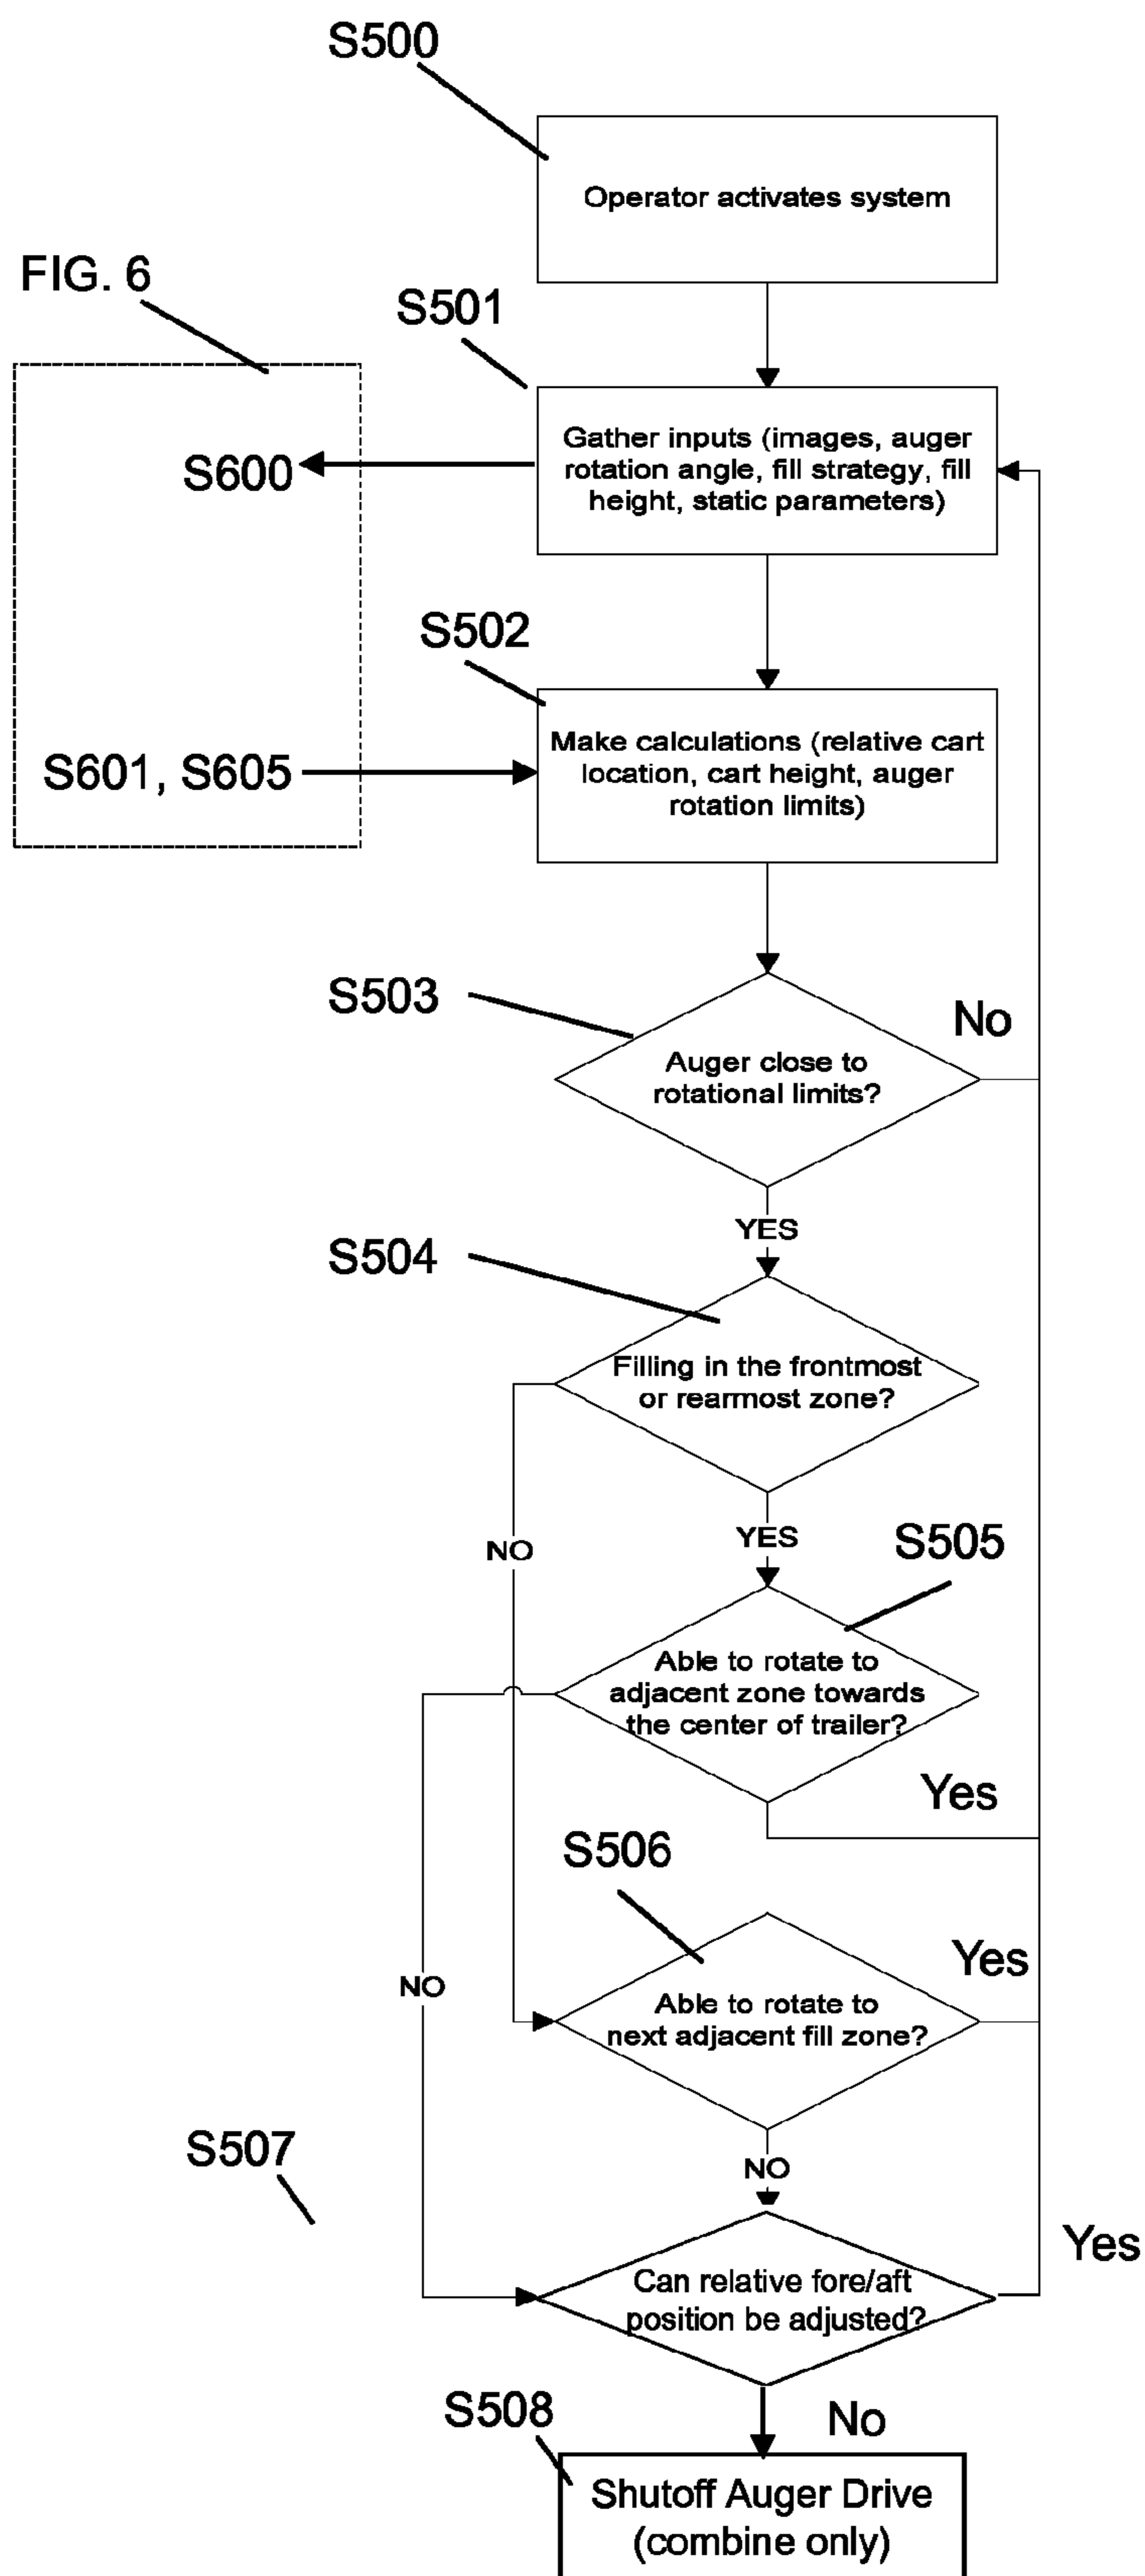 S500
Operator activates system
FIG. 6
S501
Gather inputs (images, auger
rotation angle, fill strategy, fill
height, static parameters)
S600
S502
Make calculations (relative cart
location, cart height, auger
rotation limits)
S601, S605
S503
No
Auger close to
rotational limits?
YES
S504
Filling in the frontmost
or rearmost zone?
NO
YES
S505
Able to rotate to
adjacent zone towards
the center of trailer?
Yes
S506
Yes
NO
Able to rotate to
next adjacent fill zone?
S507
NO
Yes
Can relative fore/aft
position be adjusted?
S508
No
Shutoff Auger Drive
(combine only)